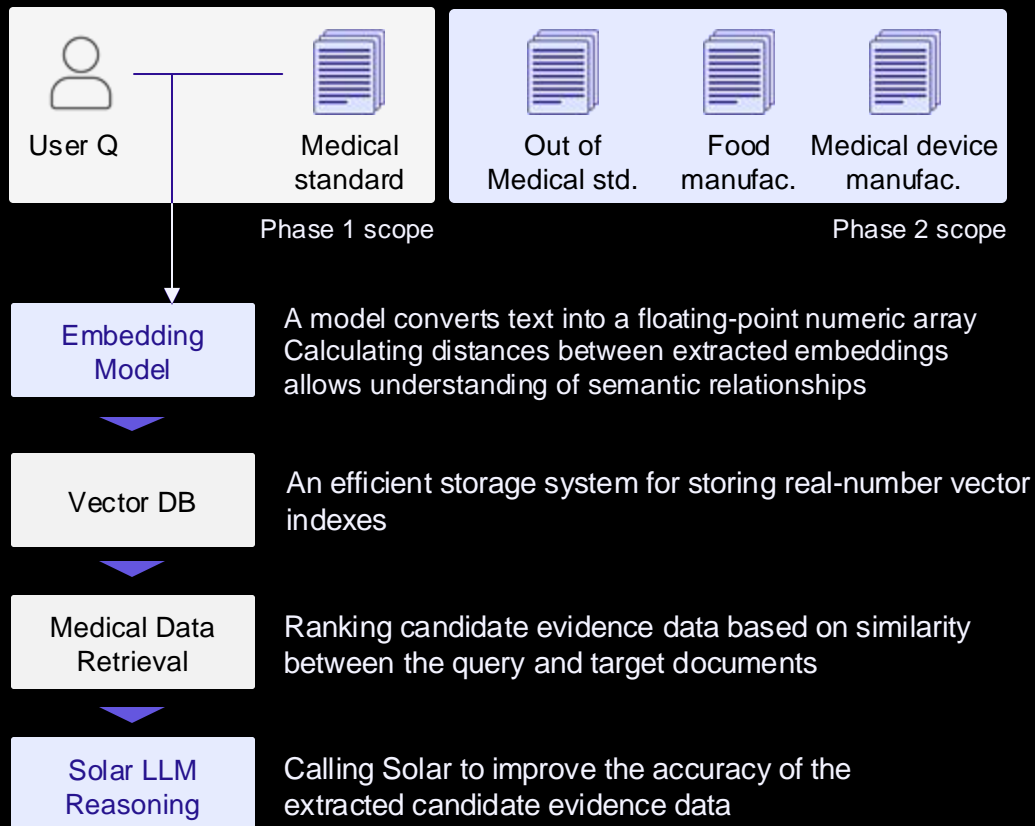 User Q
Medical
standard
Out of
Medical std.
Food
manufac.
Medical device
manufac.
Phase 1 scope
Phase 2 scope
Embedding
Model
A model converts text into a floating-point numeric array
Calculating distances between extracted embeddings
allows understanding of semantic relationships
Vector DB
An efficient storage system for storing real-number vector
indexes
Medical Data
Retrieval
Ranking candidate evidence data based on similarity
between the query and target documents
Solar LLM
Reasoning
Calling Solar to improve the accuracy of the
extracted candidate evidence data